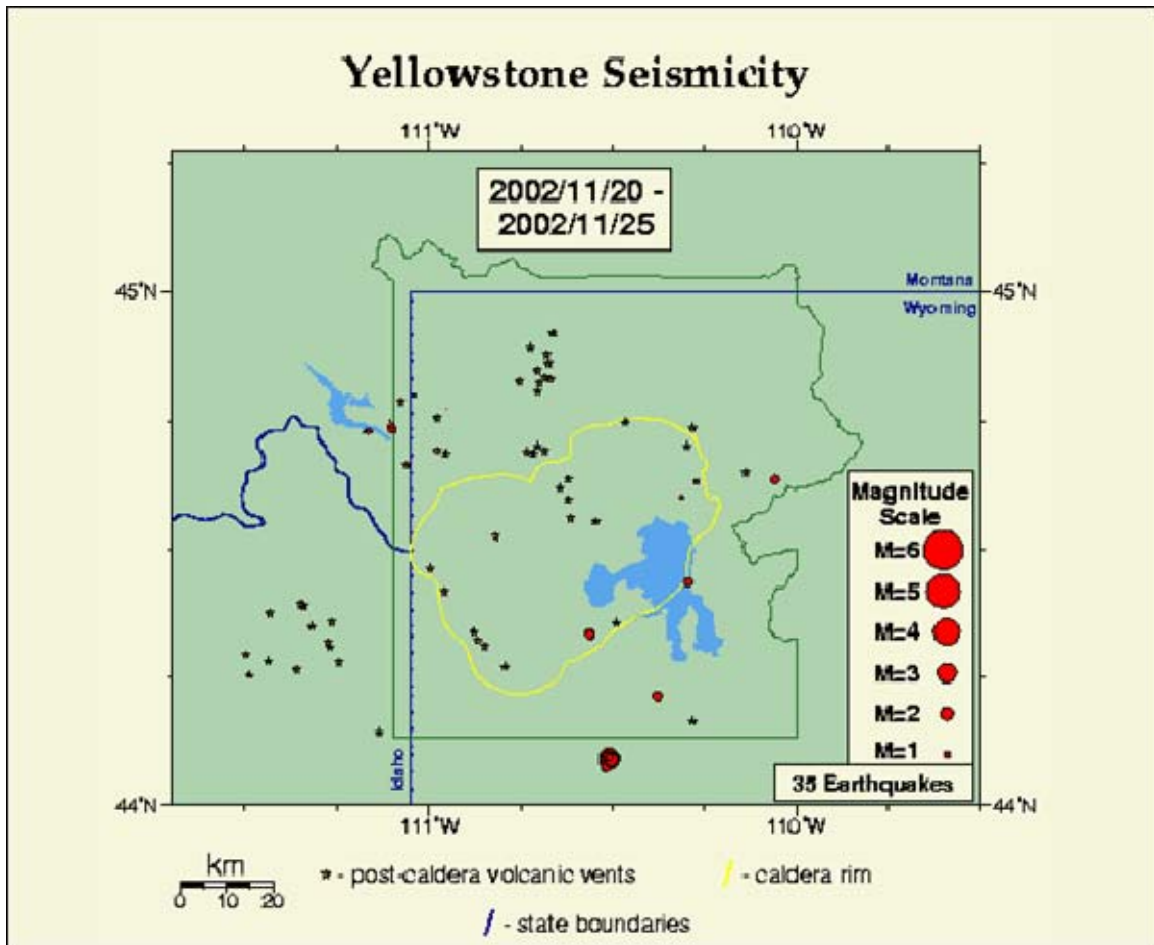 Yellowstone Seismicity
111°W 110°W
2002/11/20 -
2002/11/25
45°N 45°N
Montana
Wyoming
Magnitude
Scale
M=6
M=5
M=4
M=3
M=2
M=1
Idaho
35 Earthquakes
44°N 44°N
111°W 110°W
km
0 10 20
* - post-caldera volcanic vents
/ - caldera rim
/ - state boundaries